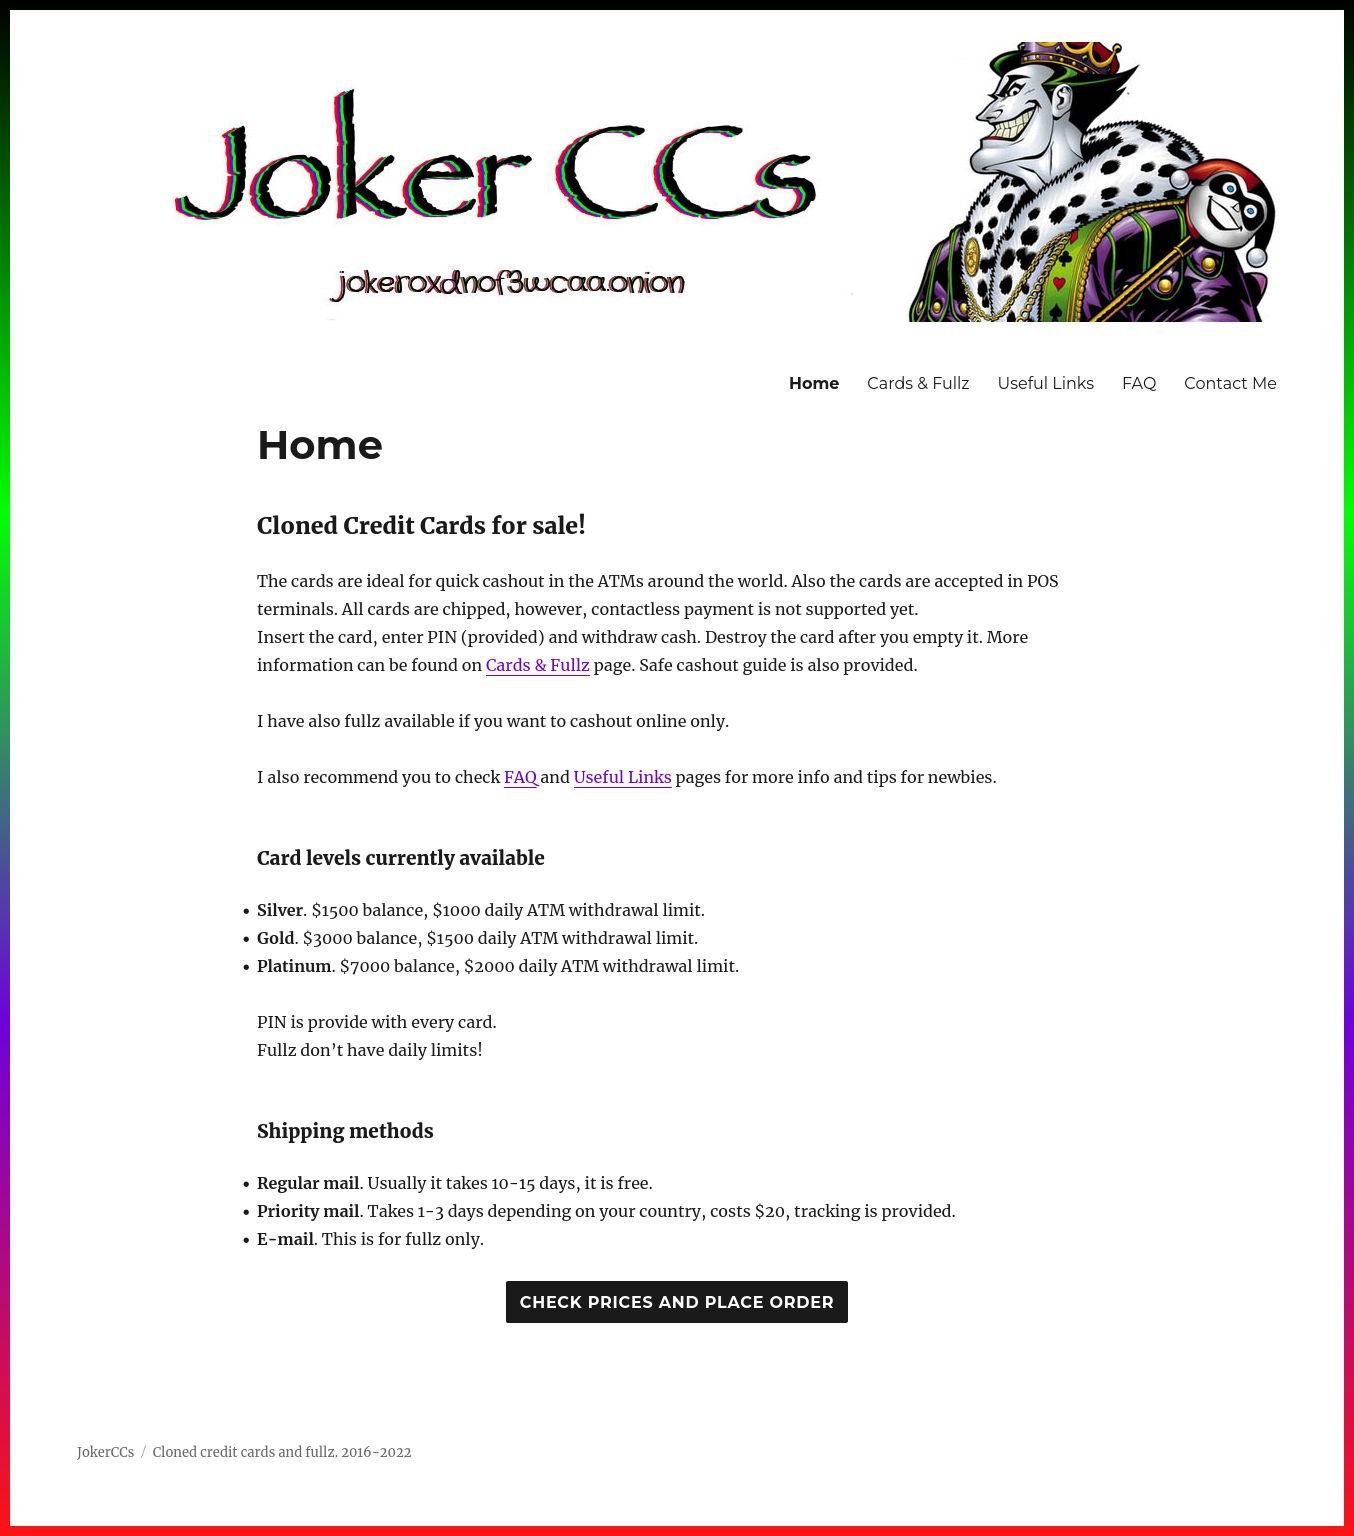 Joker CCs
jokeroxdnof3wcaa.onion
Home Cards & Fullz Useful Links FAQ Contact Me
Home
Cloned Credit Cards for sale!
The cards are ideal for quick cashout in the ATMs around the world. Also the cards are accepted in POS
terminals. All cards are chipped, however, contactless payment is not supported yet.
Insert the card, enter PIN (provided) and withdraw cash. Destroy the card after you empty it. More
information can be found on Cards & Fullz page. Safe cashout guide is also provided.
I have also fullz available if you want to cashout online only.
I also recommend you to check FAQ and Useful Links pages for more info and tips for newbies.
Card levels currently available
• Silver. $1500 balance, $1000 daily ATM withdrawal limit.
• Gold. $3000 balance, $1500 daily ATM withdrawal limit.
• Platinum. $7000 balance, $2000 daily ATM withdrawal limit.
PIN is provide with every card.
Fullz don’t have daily limits!
Shipping methods
• Regular mail. Usually it takes 10-15 days, it is free.
• Priority mail. Takes 1-3 days depending on your country, costs $20, tracking is provided.
• E-mail. This is for fullz only.
CHECK PRICES AND PLACE ORDER
JokerCCs / Cloned credit cards and fullz. 2016-2022